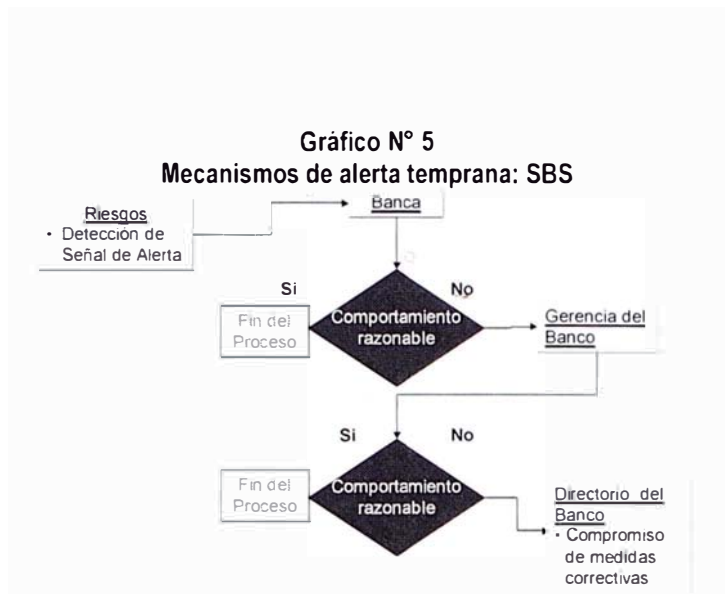 Gráfico N° 5
Mecanismos de alerta temprana: SBS
Riesgos
• Detección de
Señal de Alerta
Banca
Si
No
Fin del
Proceso
Comportamiento
razonable
Gerencia del
Banco
Si
No
Fin del
Proceso
Comportamiento
razonable
Directorio del
Banco
• Compromiso
de medidas
correctivas